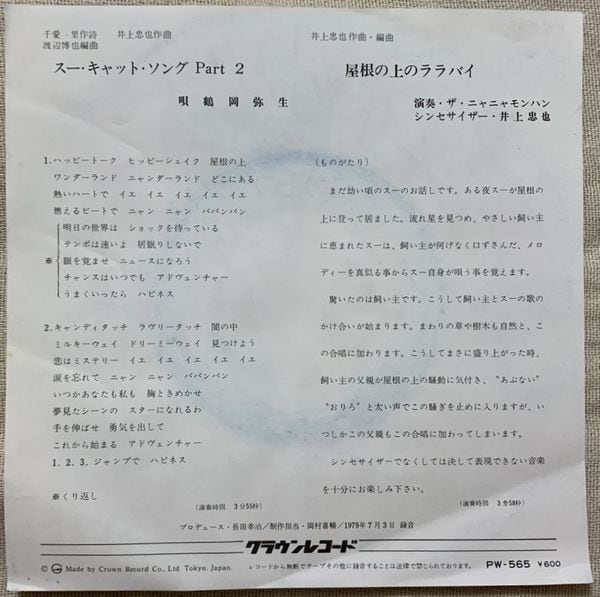 千愛 里作詩　井上忠也作曲
渡辺博也編曲
スー・キャット・ソング Part 2
唄 鶴岡弥生
1.ハッピートーク　ヒッピーシェイク　屋根の上
ワンダーランド　ニャンダーランド　どこにある
熱いハートで　イエ　イエ　イエ　イエ　イエ
燃えるビートで　ニャン　ニャン　ババンバン
明日の世界は　ショックを待っている
テンポは速いよ　居眠りしないで
※ 眼を覚ませ　ニュースになろう
チャンスはいつでも　アドヴェンチャー
うまくいったら　ハピネス
2.キャンディタッチ　ラヴリータッチ　闇の中
ミルキーウェイ　ドリーミーウェイ　見つけよう
恋はミステリー　イエ　イエ　イエ　イエ　イエ
涙を忘れて　ニャン　ニャン　ババンバン
いつかあなたも私も　胸ときめかせ
夢見たシーンの　スターになれるわ
手を伸ばせ　勇気を出して
これから始まる　アドヴェンチャー
1．2．3．ジャンプで　ハピネス
※くり返し
（演奏時間　3分55秒）
井上忠也作曲・編曲
屋根の上のララバイ
演奏・ザ・ニャニャモンハン
シンセサイザー・井上忠也
（ものがたり）
まだ幼い頃のスーのお話しです。ある夜スーが屋根の
上に登って居ました。流れ星を見つめ、やさしい飼い主
に恵まれたスーは、飼い主が何げなく口ずさんだ、メロ
ディーを真似る事からスー自身が唄う事を覚えます。
驚いたのは飼い主です。こうして飼い主とスーの歌の
かけ合いが始まります。まわりの草や樹木も自然と、こ
の合唱に加わります。こうしてまさに盛り上がった時、
飼い主の父親が屋根の上の騒動に気付き、“あぶない”
“おりろ”と太い声でこの騒ぎを止めに入りますが、い
つしかこの父親もこの合唱に加わってしまいます。
シンセサイザーでなくしては決して表現できない音楽
を十分にお楽しみ下さい。
（演奏時間　3分58秒）
プロデュース・長田幸治／制作担当・岡村喜暢／1979年7月3日 録音
クラウンレコード
© Made by Crown Record Co., Ltd. Tokyo. Japan.
レコードから無断でテープその他に録音することは法律で禁じられております。
PW-565 ¥600